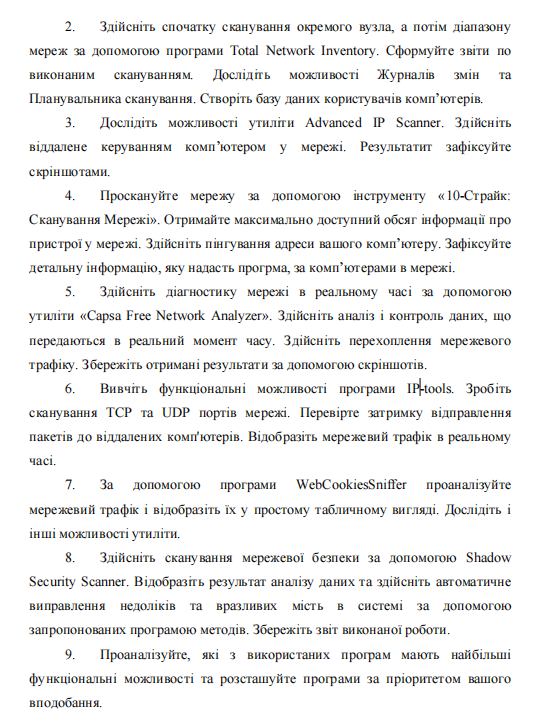 2. Здійсніть спочатку сканування окремого вузла, а потім діапазону
мереж за допомогою програми Total Network Inventory. Сформуйте звіти по
виконаним скануванням. Дослідіть можливості Журналів змін та
Планувальника сканування. Створіть базу даних користувачів комп’ютерів.
3. Дослідіть можливості утиліти Advanced IP Scanner. Здійсніть
віддалене керуванням комп’ютером у мережі. Результатит зафіксуйте
скріншотами.
4. Проскануйте мережу за допомогою інструменту «10-Страйк:
Сканування Мережі». Отримайте максимально доступний обсяг інформації про
пристрої у мережі. Здійсніть пінгування адреси вашого комп’ютеру. Зафіксуйте
детальну інформацію, яку надасть прогрма, за комп’ютерами в мережі.
5. Здійсніть діагностику мережі в реальному часі за допомогою
утиліти «Capsa Free Network Analyzer». Здійсніть аналіз і контроль даних, що
передаються в реальний момент часу. Здійсніть перехоплення мережевого
трафіку. Збережіть отримані результати за допомогою скріншотів.
6. Вивчіть функціональні можливості програми IP-tools. Зробіть
сканування TCP та UDP портів мережі. Перевірте затримку відправлення
пакетів до віддалених комп'ютерів. Відобразіть мережевий трафік в реальному
часі.
7. За допомогою програми WebCookiesSniffer проаналізуйте
мережевий трафік і відобразіть їх у простому табличному вигляді. Дослідіть і
інші можливості утиліти.
8. Здійсніть сканування мережевої безпеки за допомогою Shadow
Security Scanner. Відобразіть результат аналізу даних та здійсніть автоматичне
виправлення недоліків та вразливих мість в системі за допомогою
запропонованих програмою методів. Збережіть звіт виконаної роботи.
9. Проаналізуйте, які з використаних програм мають найбільші
функціональні можливості та розсташуйте програми за пріоритетом вашого
вподобання.